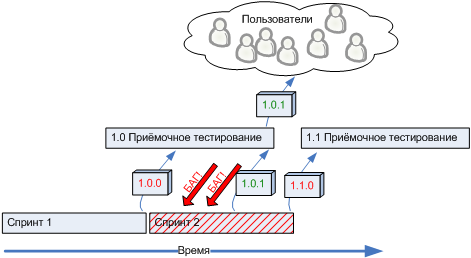 Пользователи
1.0.1
1.0 Приёмочное тестирование
1.1 Приёмочное тестирование
1.0.0
БАГ!
БАГ!
1.0.1
1.1.0
Спринт 1
Спринт 2
Время